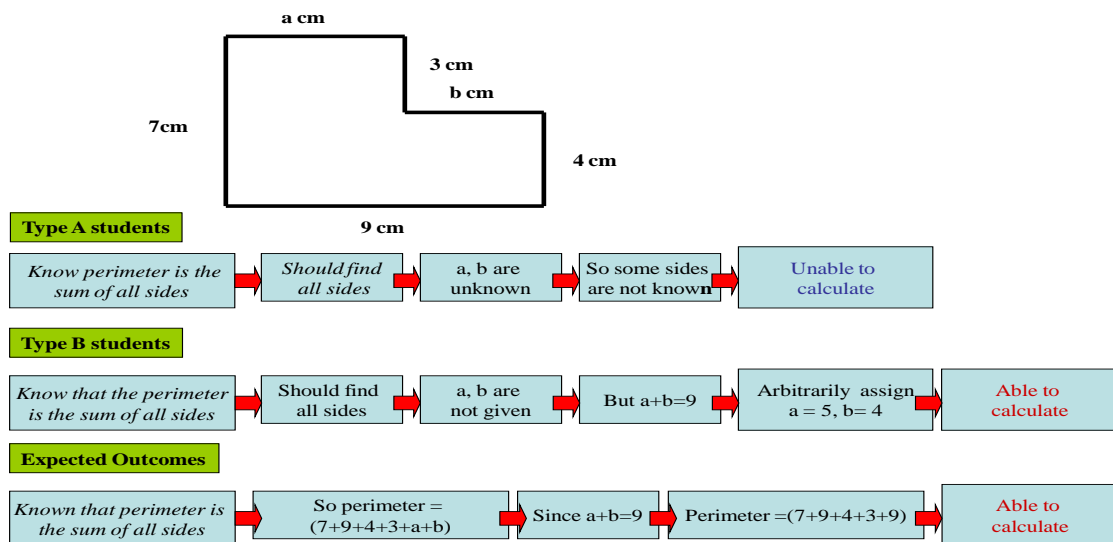 a cm
3 cm
b cm
7cm
4 cm
9 cm
Type A students
Know perimeter is the
sum of all sides
Should find
all sides
a, b are
unknown
So some sides
are not known
Unable to
calculate
Type B students
Know that the perimeter
is the sum of all sides
Should find
all sides
a, b are
not given
But a+b=9
Arbitrarily assign
a = 5, b= 4
Able to
calculate
Expected Outcomes
Known that perimeter is
the sum of all sides
So perimeter =
(7+9+4+3+a+b)
Since a+b=9
Perimeter =(7+9+4+3+9)
Able to
calculate